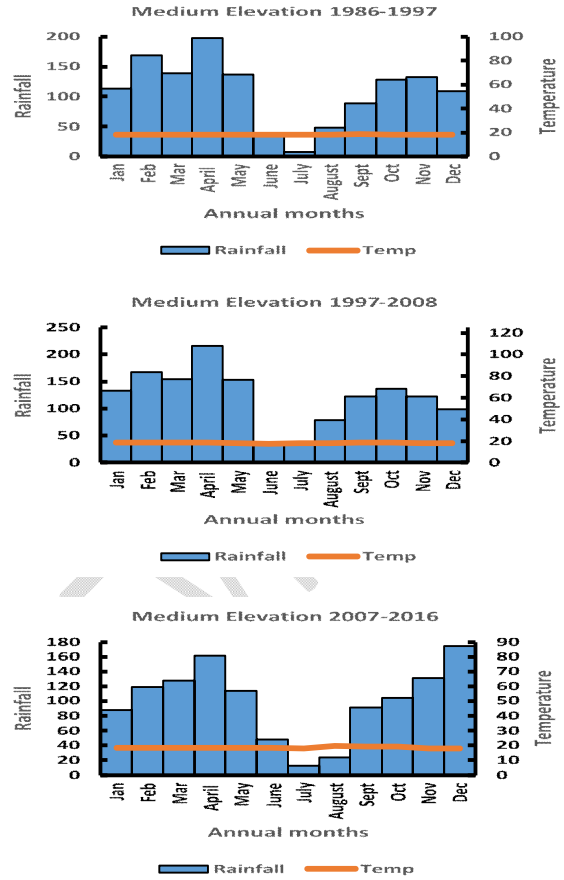 Medium Elevation 1986-1997
200
150
100
50
0
100
80
60
40
20
0
Rainfall
Temperature
Jan Feb Mar April May June July August Sept Oct Nov Dec
Annual months
Rainfall Temp
Medium Elevation 1997-2008
250
200
150
100
50
0
120
100
80
60
40
20
0
Rainfall
Temperature
Jan Feb Mar April May June July August Sept Oct Nov Dec
Annual months
Rainfall Temp
Medium Elevation 2007-2016
180
160
140
120
100
80
60
40
20
0
90
80
70
60
50
40
30
20
10
0
Rainfall
Temperature
Jan Feb Mar April May June July August Sept Oct Nov Dec
Annual months
Rainfall Temp